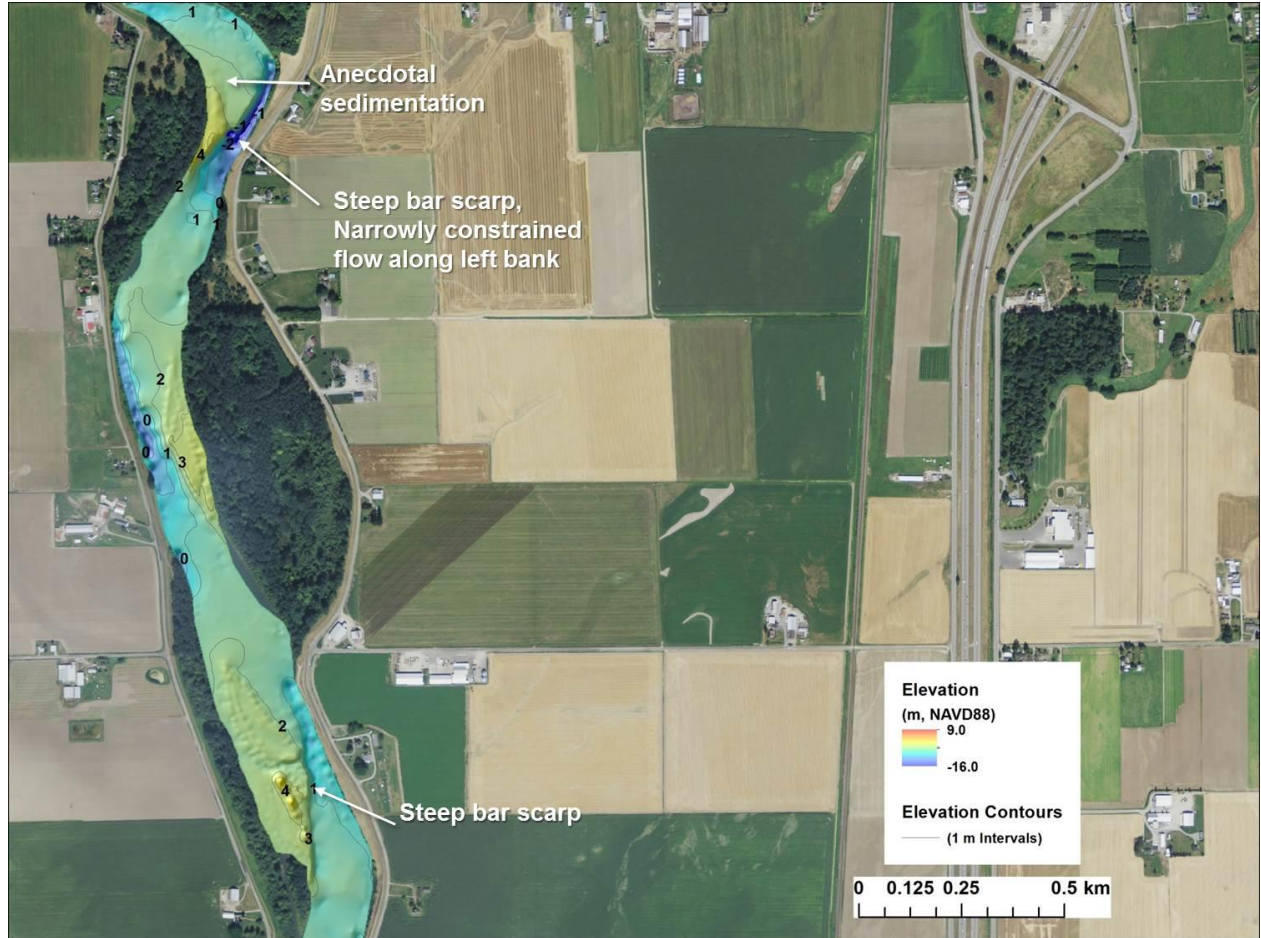 1
1
Anecdotal
sedimentation
-1
-2
4
2
0
1
1
Steep bar scarp,
Narrowly constrained
flow along left bank
2
0
0
1
3
0
2
4
1
Steep bar scarp
3
Elevation
(m, NAVD88)
9.0
-16.0
Elevation Contours
(1 m Intervals)
0 0.125 0.25 0.5 km